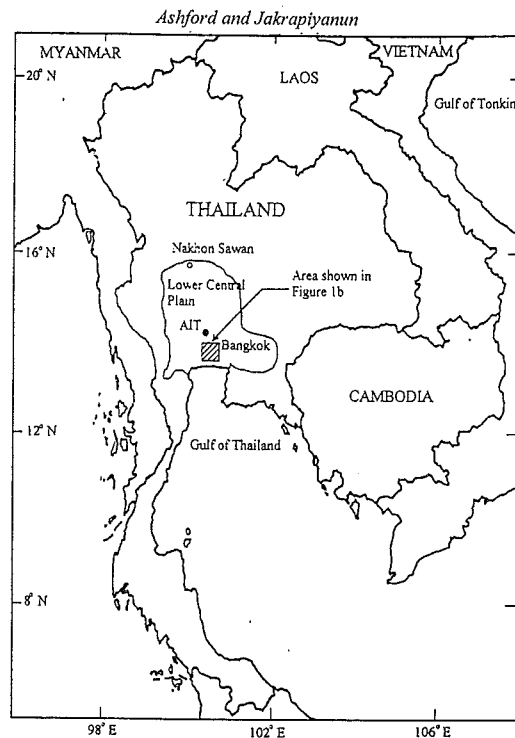 Ashford and Jakrapiyanun
MYANMAR
VIETNAM
20° N
LAOS
Gulf of Tonkin
THAILAND
16° N
Nakhon Sawan
Lower Central
Plain
Area shown in
Figure 1b
AIT
Bangkok
CAMBODIA
12° N
Gulf of Thailand
8° N
98° E
102° E
106° E